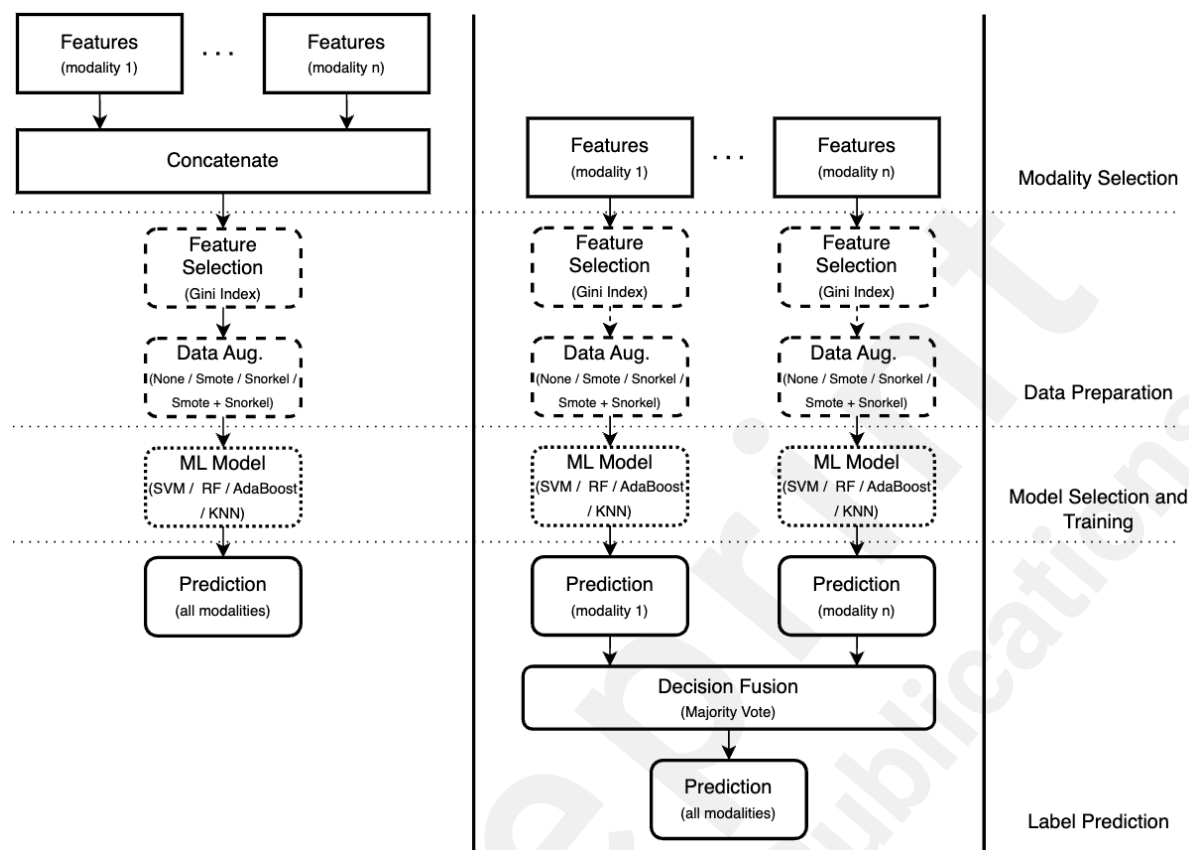 Features
(modality 1)
. . .
Features
(modality n)
Concatenate
Feature
Selection
(Gini Index)
Data Aug.
(None / Smote / Snorkel /
Smote + Snorkel)
ML Model
(SVM / RF / AdaBoost
/ KNN)
Prediction
(all modalities)
Features
(modality 1)
. . .
Features
(modality n)
Feature
Selection
(Gini Index)
Feature
Selection
(Gini Index)
Data Aug.
(None / Smote / Snorkel /
Smote + Snorkel)
Data Aug.
(None / Smote / Snorkel /
Smote + Snorkel)
ML Model
(SVM / RF / AdaBoost
/ KNN)
ML Model
(SVM / RF / AdaBoost
/ KNN)
Prediction
(modality 1)
Prediction
(modality n)
Decision Fusion
(Majority Vote)
Prediction
(all modalities)
Modality Selection
Data Preparation
Model Selection and
Training
Label Prediction
eprint
publications